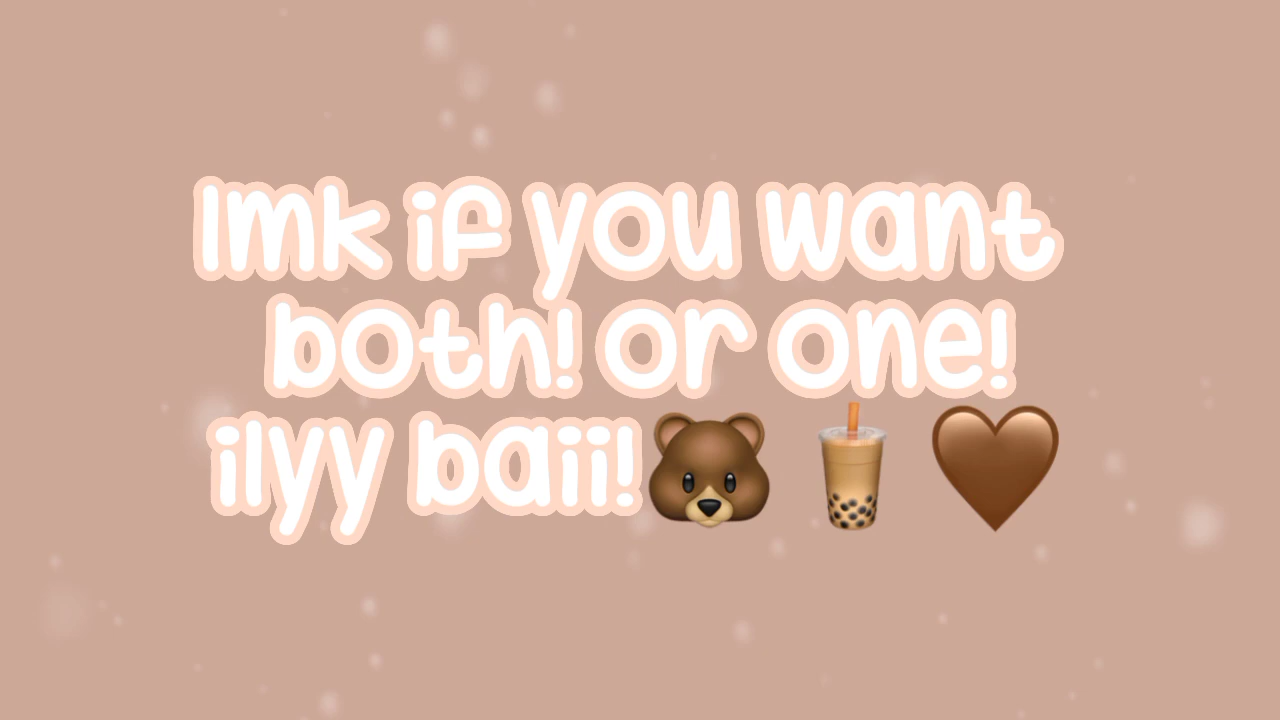 lmk if you want
both! or one!
ilyy baii!🐻 🧋 🤎